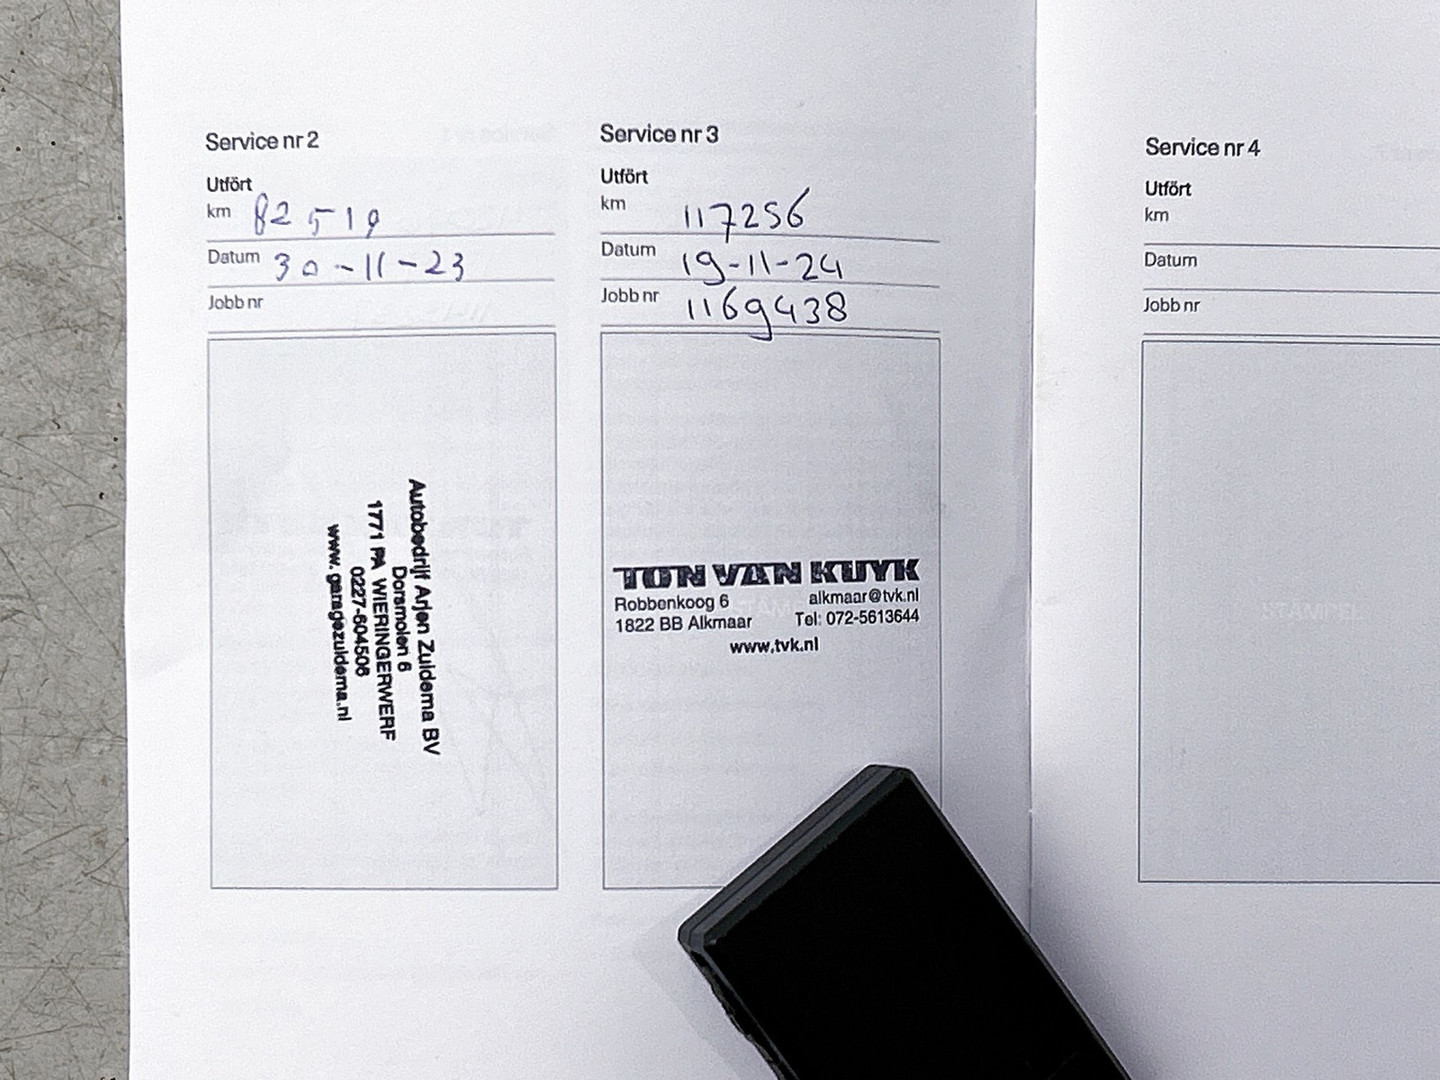 Service nr 2
Utfört
km 82519
Datum 30-11-23
Jobb nr
Autobedrijf Arjen Zuidema BV
Dorsmolen 6
1771 PA WIERINGERWERF
0227-604506
www.garagezuidema.nl
Service nr 3
Utfört
km 117256
Datum 19-11-24
Jobb nr 1169438
TON VAN KUYK
Robbenkoog 6 alkmaar@tvk.nl
1822 BB Alkmaar Tel: 072-5613644
www.tvk.nl
Service nr 4
Utfört
km
Datum
Jobb nr
STÄMPEL